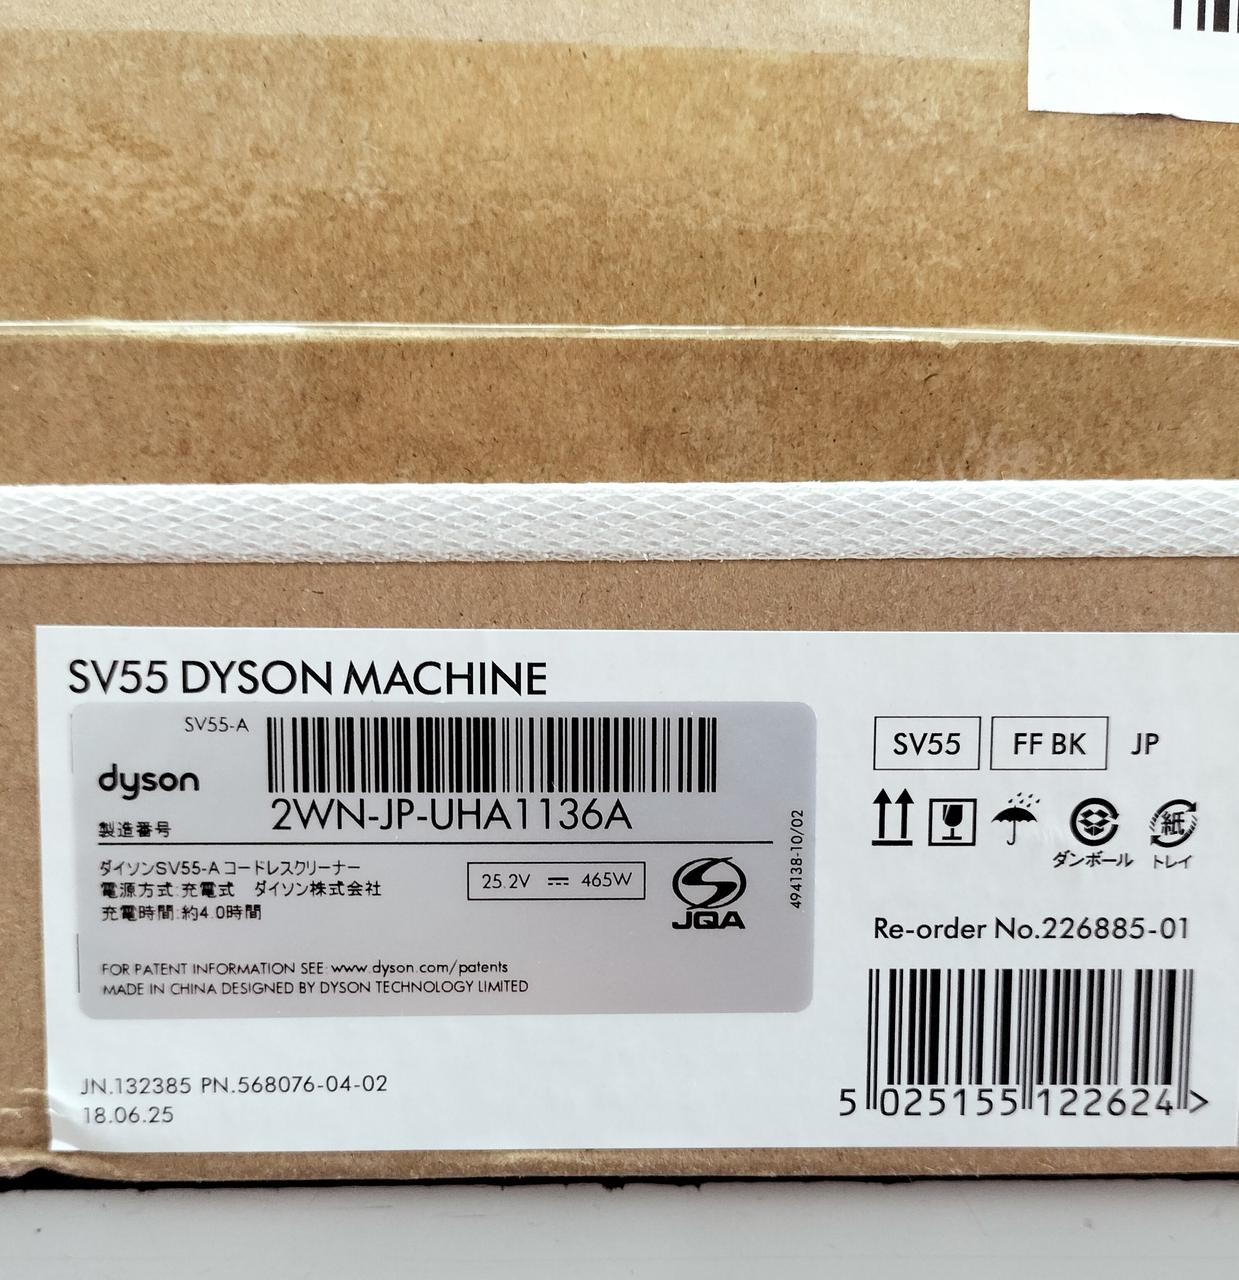 SV55 DYSON MACHINE
SV55-A
dyson
2WN-JP-UHA1136A
製造番号
ダイソンSV55-A コードレスクリーナー
電源方式:充電式 ダイソン株式会社
充電時間:約4.0時間
25.2V ⎓ 465W
JQA
494138-10/02
FOR PATENT INFORMATION SEE: www.dyson.com/patents
MADE IN CHINA DESIGNED BY DYSON TECHNOLOGY LIMITED
JN.132385 PN.568076-04-02
18.06.25
SV55 FF BK JP
紙
ダンボール トレイ
Re-order No.226885-01
5 025155 122624 >